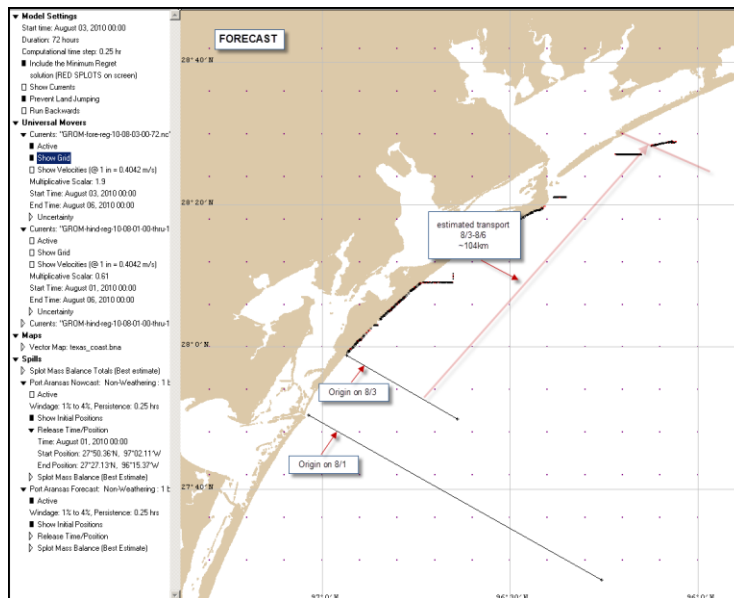 Model Settings
Start time: August 03, 2010 00:00
Duration: 72 hours
Computational time step: 0.25 hr
Include the Minimum Regret
solution (RED SPLOTS on screen)
Show Currents
Prevent Land Jumping
Run Backwards
Universal Movers
Currents: "GROM-fore-reg-10-08-03-00-72.nc"
Active
Show Grid
Show Velocities (@ 1 in = 0.4042 m/s)
Multiplicative Scalar: 1.9
Start Time: August 03, 2010 00:00
End Time: August 06, 2010 00:00
Uncertainty
Currents: "GROM-hind-reg-10-08-01-00-thru-1
Active
Show Grid
Show Velocities (@ 1 in = 0.4042 m/s)
Multiplicative Scalar: 0.61
Start Time: August 01, 2010 00:00
End Time: August 06, 2010 00:00
Uncertainty
Currents: "GROM-hind-reg-10-08-01-00-thru-1
Maps
Vector Map: texas_coast.bna
Spills
Splot Mass Balance Totals (Best estimate)
Port Aransas Nowcast: Non-Weathering : 1 b
Active
Windage: 1% to 4%, Persistence: 0.25 hrs
Show Initial Positions
Release Time/Position
Time: August 01, 2010 00:00
Start Position: 27°50.36'N, 97°02.11'W
End Position: 27°27.13'N, 96°15.37'W
Splot Mass Balance (Best Estimate)
Port Aransas Forecast: Non-Weathering : 1 b
Active
Windage: 1% to 4%, Persistence: 0.25 hrs
Show Initial Positions
Release Time/Position
Splot Mass Balance (Best Estimate)
FORECAST
28°40'N
28°20'N
estimated transport
8/3-8/6
~104km
28°0'N
Origin on 8/3
Origin on 8/1
27°40'N
97°0'W
96°30'W
96°0'W